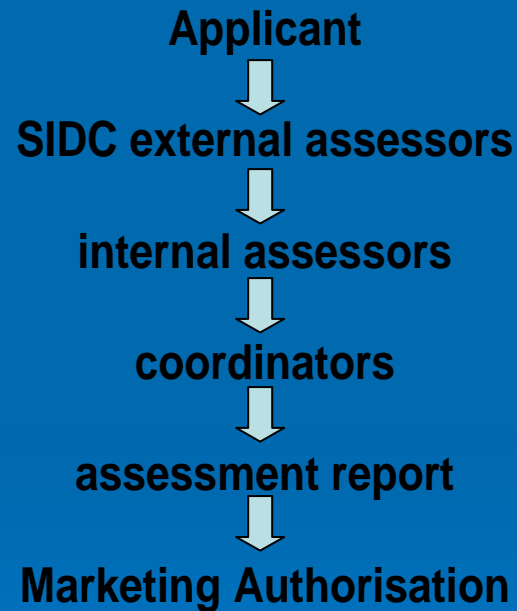 Applicant
SIDC external assessors
internal assessors
coordinators
assessment report
Marketing Authorisation